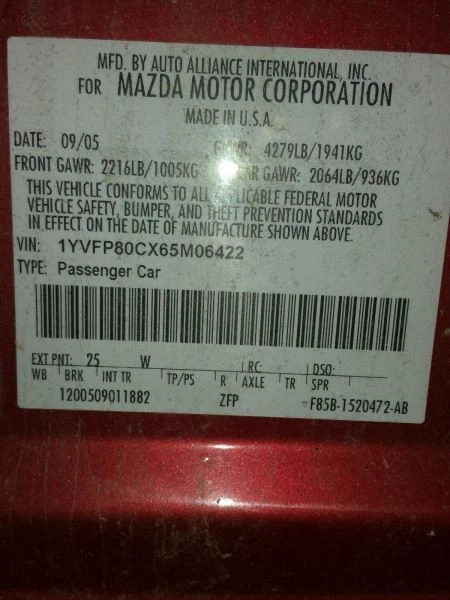 MFD. BY AUTO ALLIANCE INTERNATIONAL, INC.
FOR MAZDA MOTOR CORPORATION
MADE IN U.S.A.
DATE: 09/05 4279LB/1941KG
FRONT GAWR: 2216LB/1005KG GAWR: 2064LB/936KG
THIS VEHICLE CONFORMS TO ALL APPLICABLE FEDERAL MOTOR
VEHICLE SAFETY, BUMPER, AND THEFT PREVENTION STANDARDS
IN EFFECT ON THE DATE OF MANUFACTURE SHOWN ABOVE.
VIN: 1YVFP80CX65M06422
TYPE: Passenger Car
EXT PNT: 25 W RC: DSO:
WB BRK INT TR TP/PS R AXLE TR SPR
1200509011882 ZFP F85B-1520472-AB